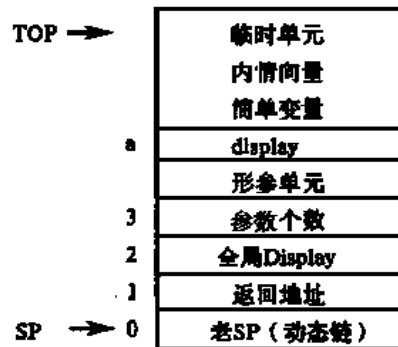 TOP
临时单元
内情向量
简单变量
a display
形参单元
3 参数个数
2 全局Display
1 返回地址
SP 0 老SP（动态链）